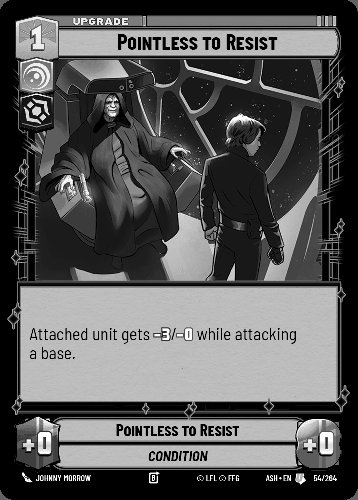 UPGRADE
1
POINTLESS TO RESIST
Attached unit gets -3/-0 while attacking
a base.
+0
POINTLESS TO RESIST
+0
CONDITION
JOHNNY MORROW
© LFL © FFG
ASH • EN
54/264